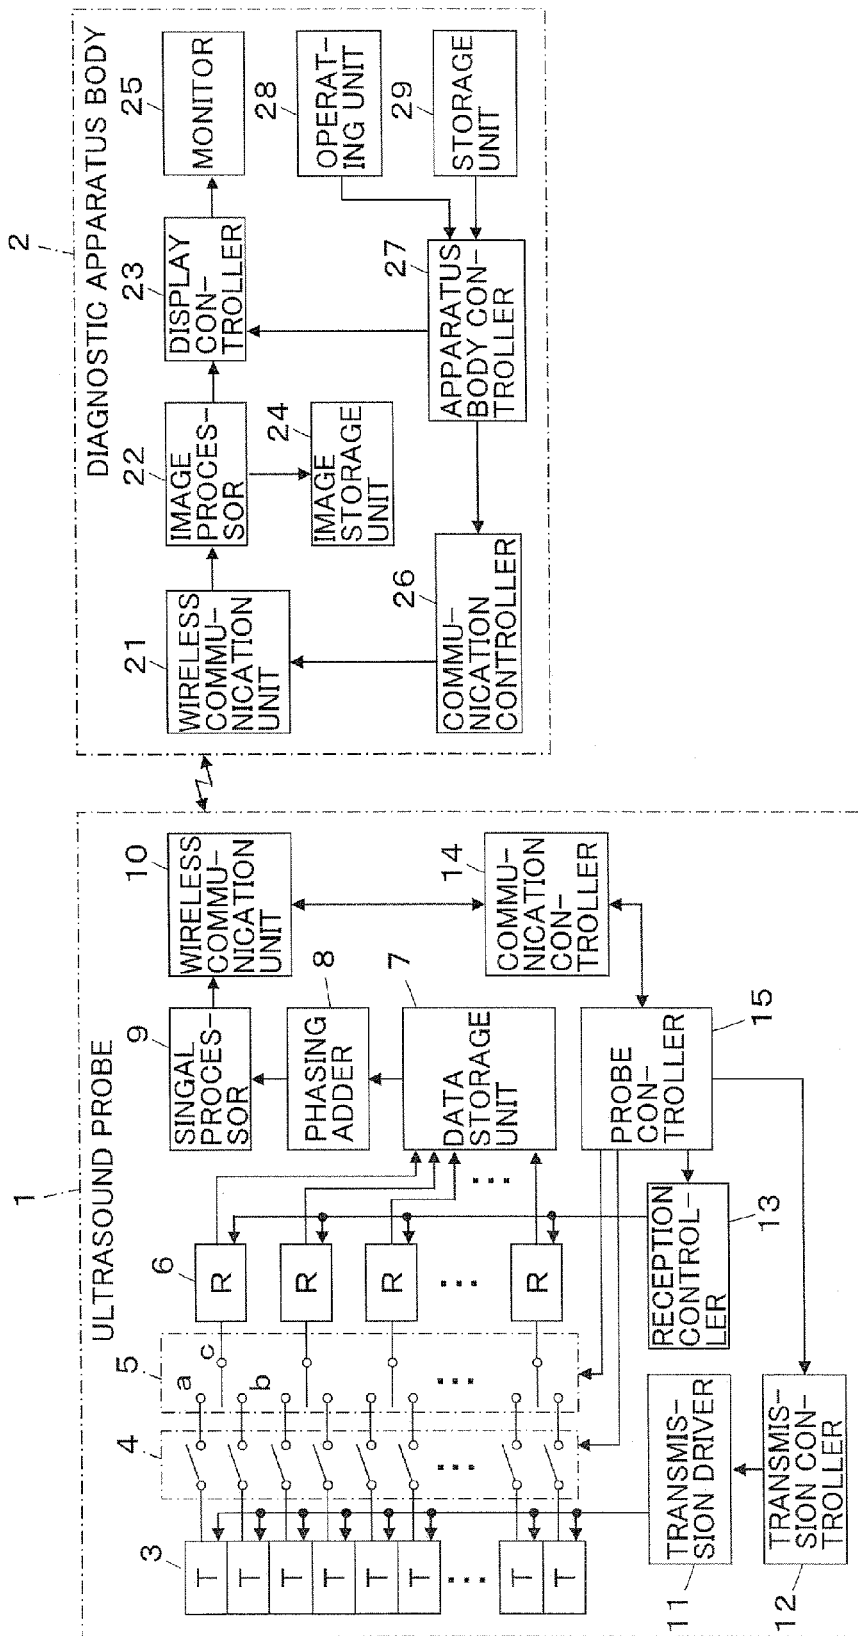 ULTRASOUND PROBE
1
3
T
T
T
T
T
T
T
T
4
5
a
b
c
6
R
R
R
R
7
DATA
STORAGE
UNIT
8
PHASING
ADDER
9
SINGAL
PROCES-
SOR
10
WIRELESS
COMMU-
NICATION
UNIT
11
TRANSMIS-
SION DRIVER
12
TRANSMIS-
SION CON-
TROLLER
13
RECEPTION
CONTROL-
LER
14
COMMU-
NICATION
CON-
TROLLER
15
PROBE
CON-
TROLLER
DIAGNOSTIC APPARATUS BODY
2
21
WIRELESS
COMMU-
NICATION
UNIT
22
IMAGE
PROCES-
SOR
23
DISPLAY
CON-
TROLLER
24
IMAGE
STORAGE
UNIT
25
MONITOR
26
COMMU-
NICATION
CONTROLLER
27
APPARATUS
BODY CON-
TROLLER
28
OPERAT-
ING UNIT
29
STORAGE
UNIT